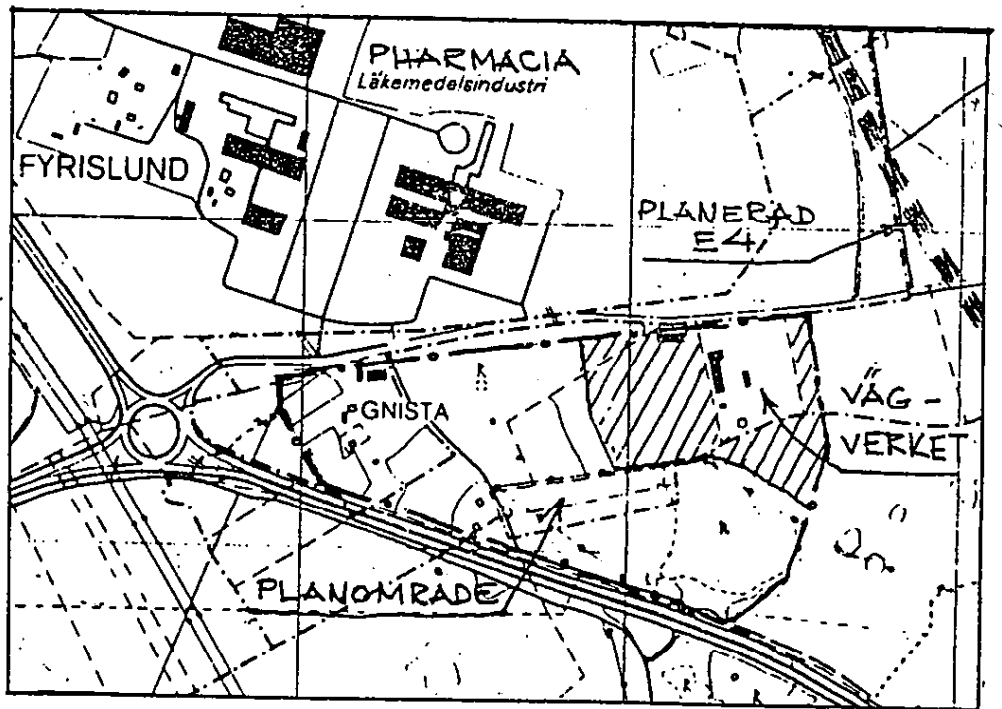 PHARMACIA
Läkemedelsindustri
FYRISLUND
PLANERAD
E4
GNISTA
VÄG-
VERKET
PLANOMRÅDE
R
R
R
R